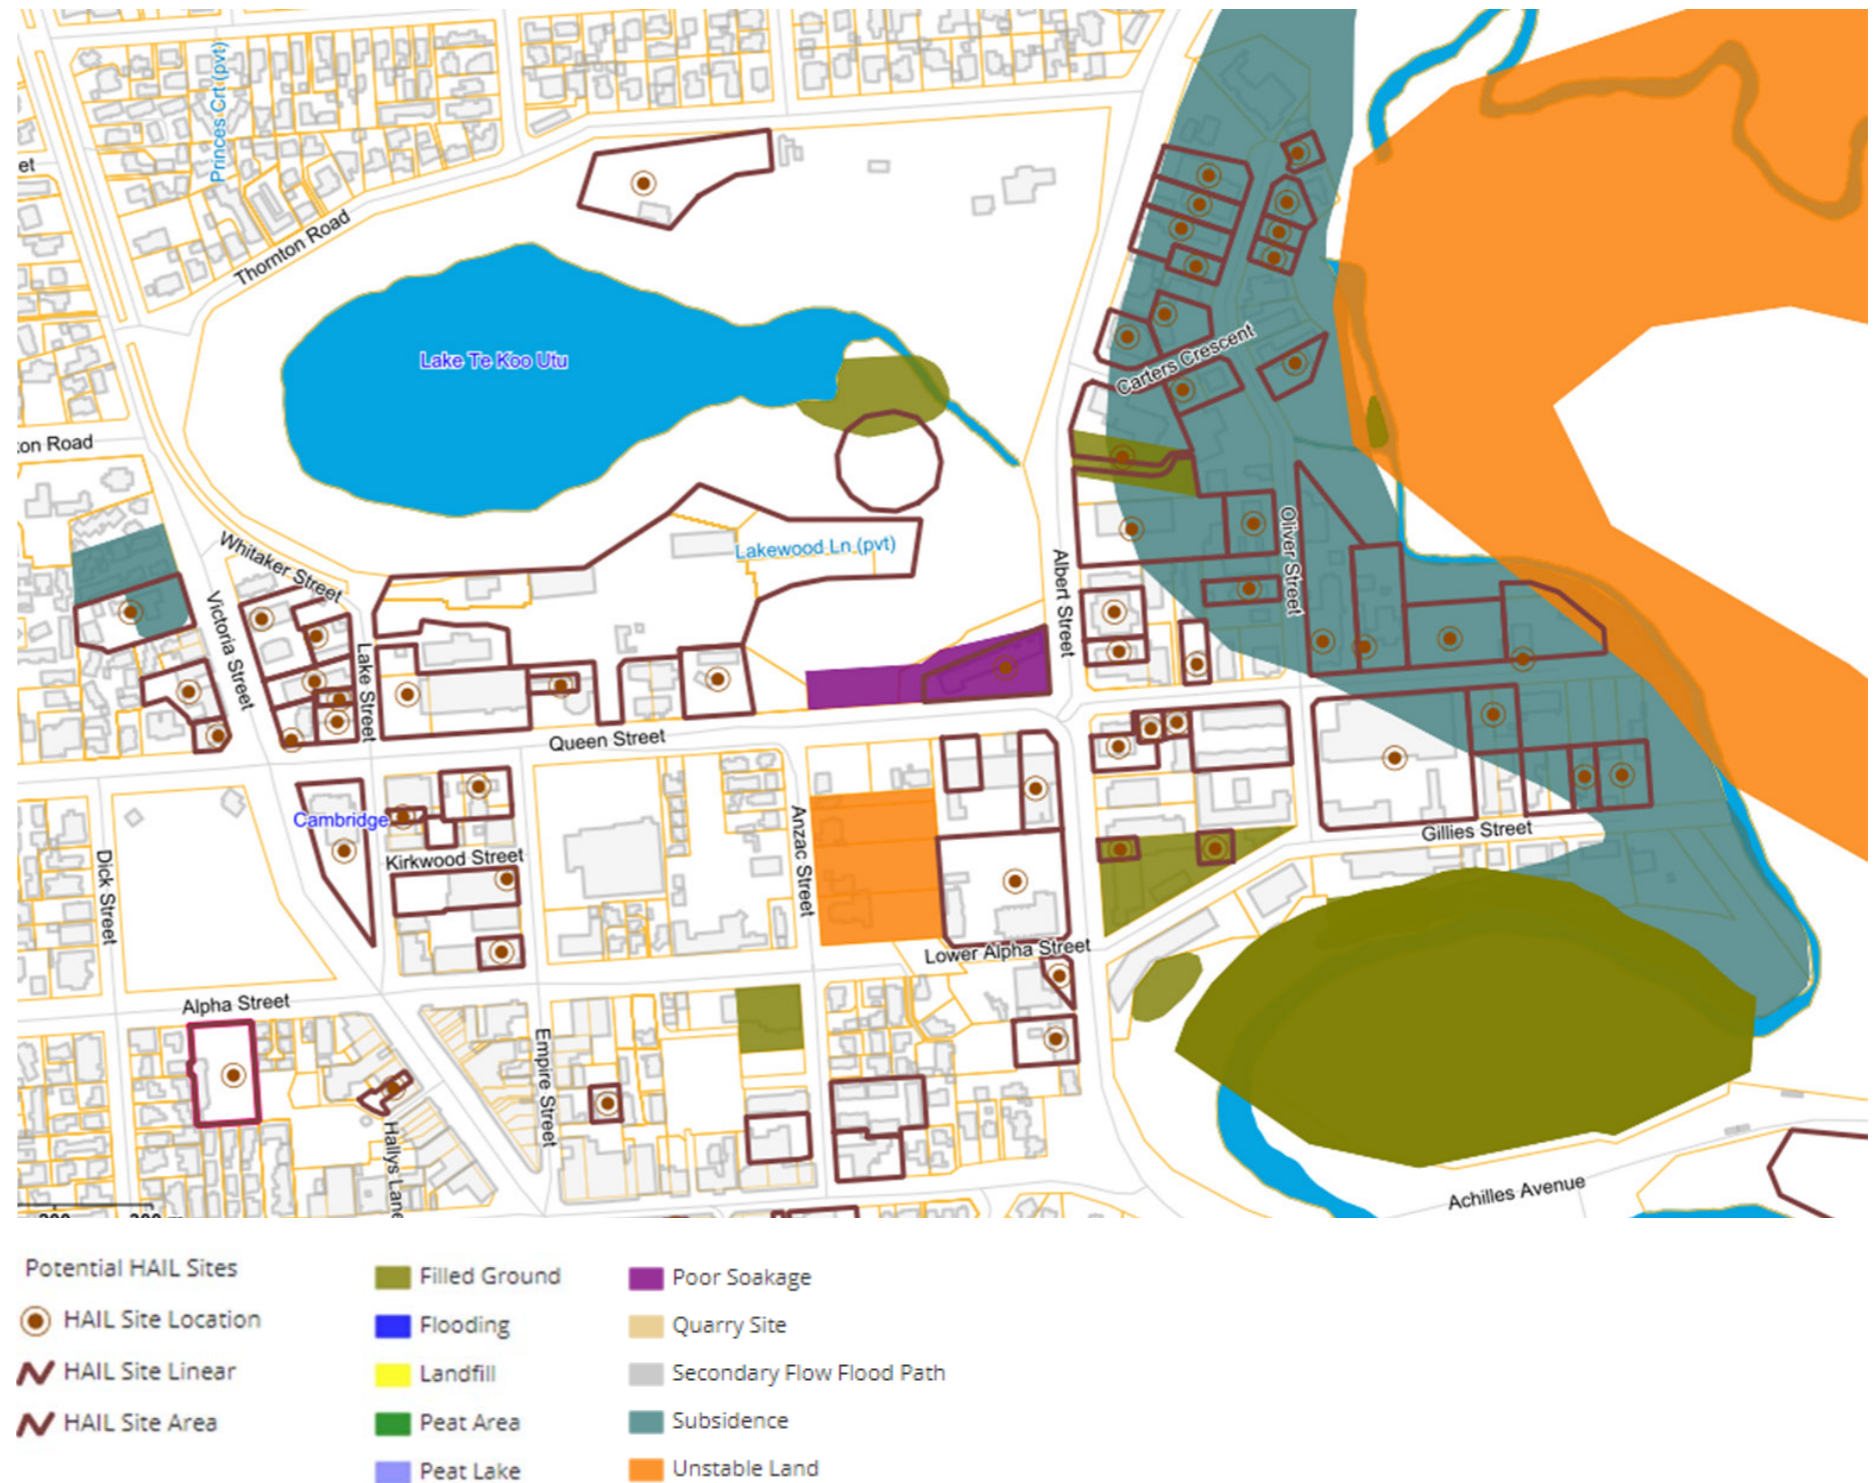 Princes Crt (pvt)
et
Thornton Road
Lake Te Koo Utu
Carters Crescent
ton Road
Whitaker Street
Lakewood Ln (pvt)
Oliver Street
Albert Street
Victoria Street
Lake Street
Queen Street
Cambridge
Kirkwood Street
Anzac Street
Gillies Street
Dick Street
Lower Alpha Street
Alpha Street
Empire Street
Hallys Lane
Achilles Avenue
Potential HAIL Sites
HAIL Site Location
HAIL Site Linear
HAIL Site Area
Filled Ground
Flooding
Landfill
Peat Area
Peat Lake
Poor Soakage
Quarry Site
Secondary Flow Flood Path
Subsidence
Unstable Land